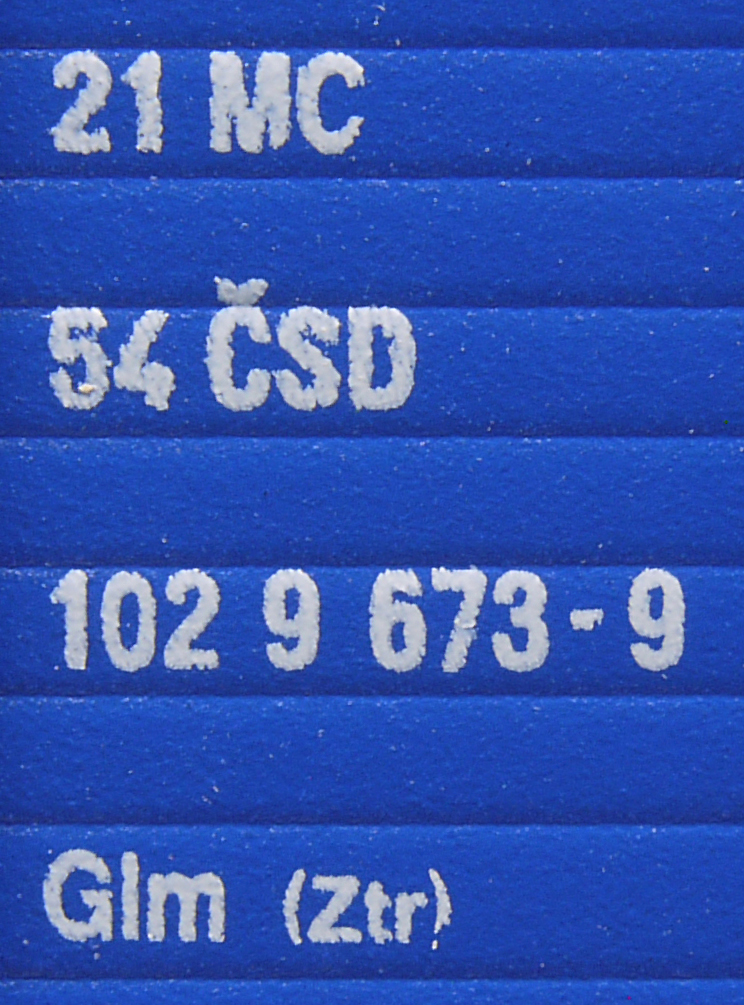 21 MC
54 ČSD
102 9 673-9
Glm (Ztr)